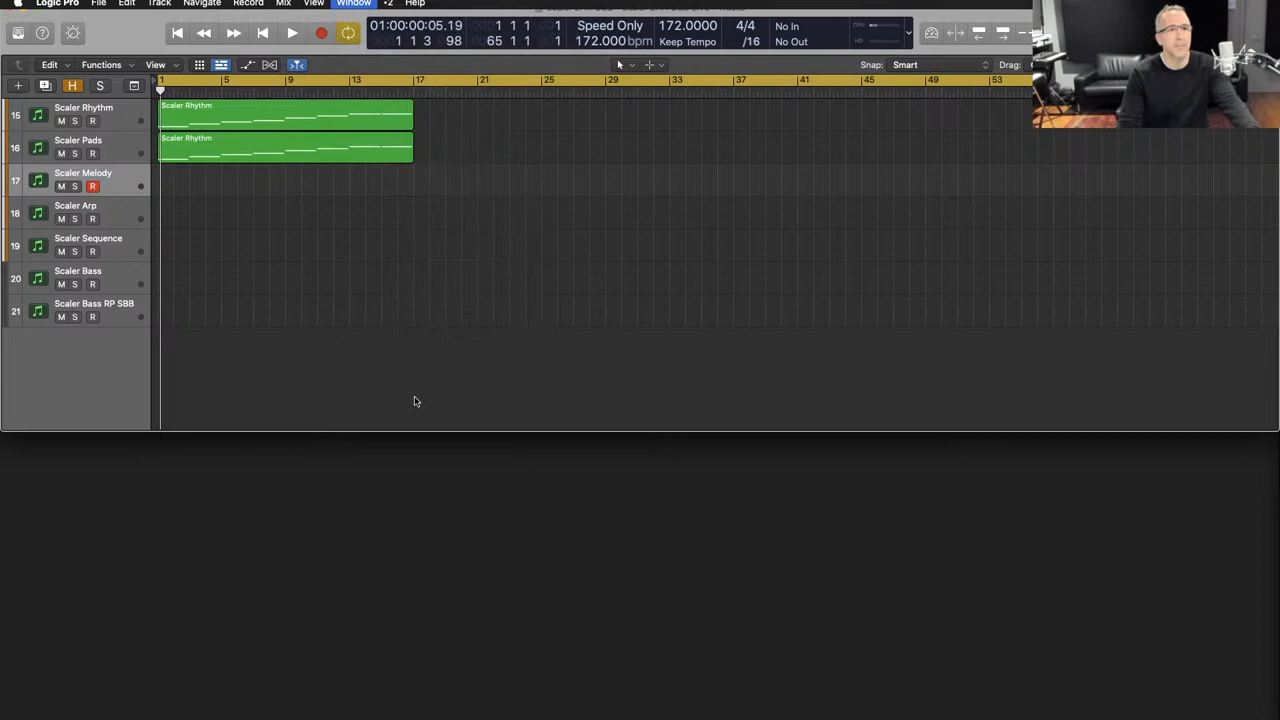 Logic Pro File Edit Track Navigate Record Mix View Window -2 Help
01:00:00:05.19 1 1 1 Speed Only 172.0000 4/4 No In
1 1 3 98 65 1 1 172.000bpm Keep Tempo /16 No Out
CPU
HD
Edit Functions View Snap: Smart Drag:
H S 1 5 9 13 17 21 25 29 33 37 41 45 49 53
15 Scaler Rhythm M S R Scaler Rhythm
16 Scaler Pads M S R Scaler Rhythm
17 Scaler Melody M S R
18 Scaler Arp M S R
19 Scaler Sequence M S R
20 Scaler Bass M S R
21 Scaler Bass RP SBB M S R